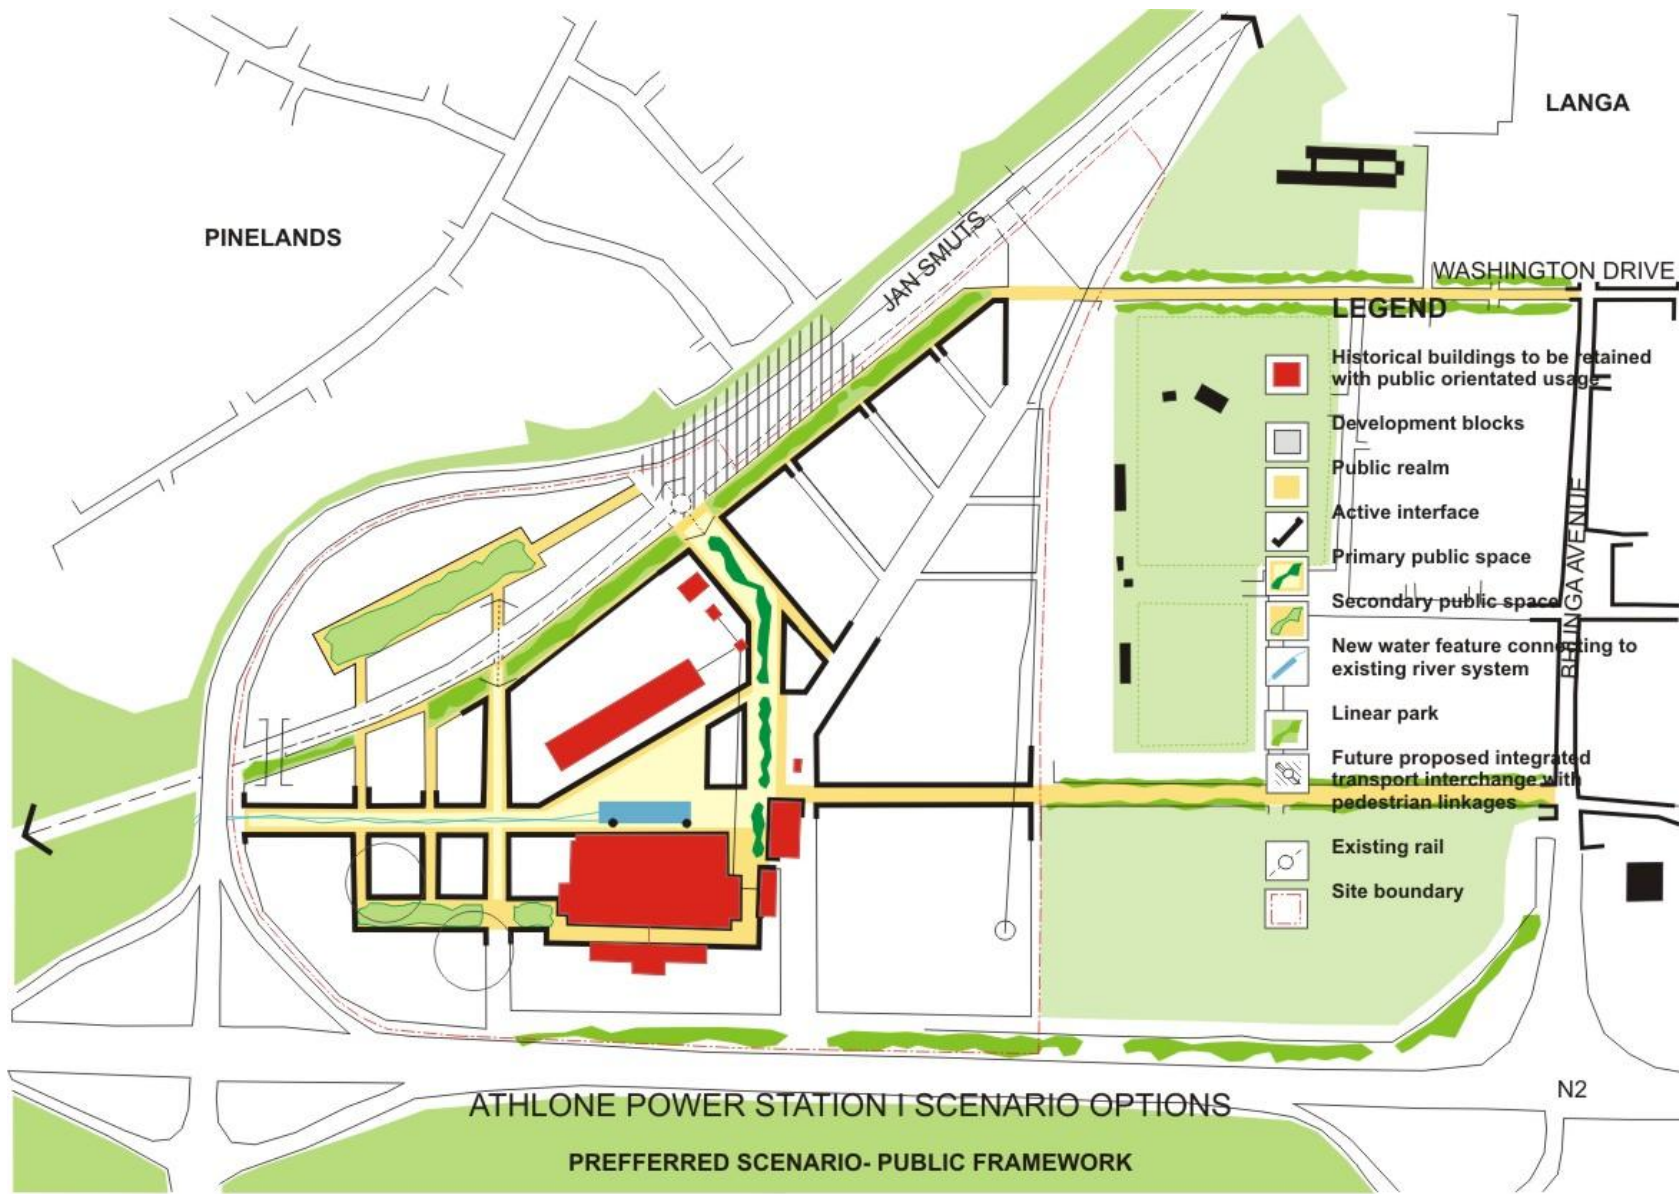 LANGA
PINELANDS
JAN SMUTS
WASHINGTON DRIVE
LEGEND
Historical buildings to be retained
with public orientated usage
Development blocks
Public realm
Active interface
Primary public space
Secondary public space
New water feature connecting to
existing river system
Linear park
Future proposed integrated
transport interchange with
pedestrian linkages
Existing rail
Site boundary
BHUNGA AVENUE
N2
ATHLONE POWER STATION I SCENARIO OPTIONS
PREFFERRED SCENARIO- PUBLIC FRAMEWORK